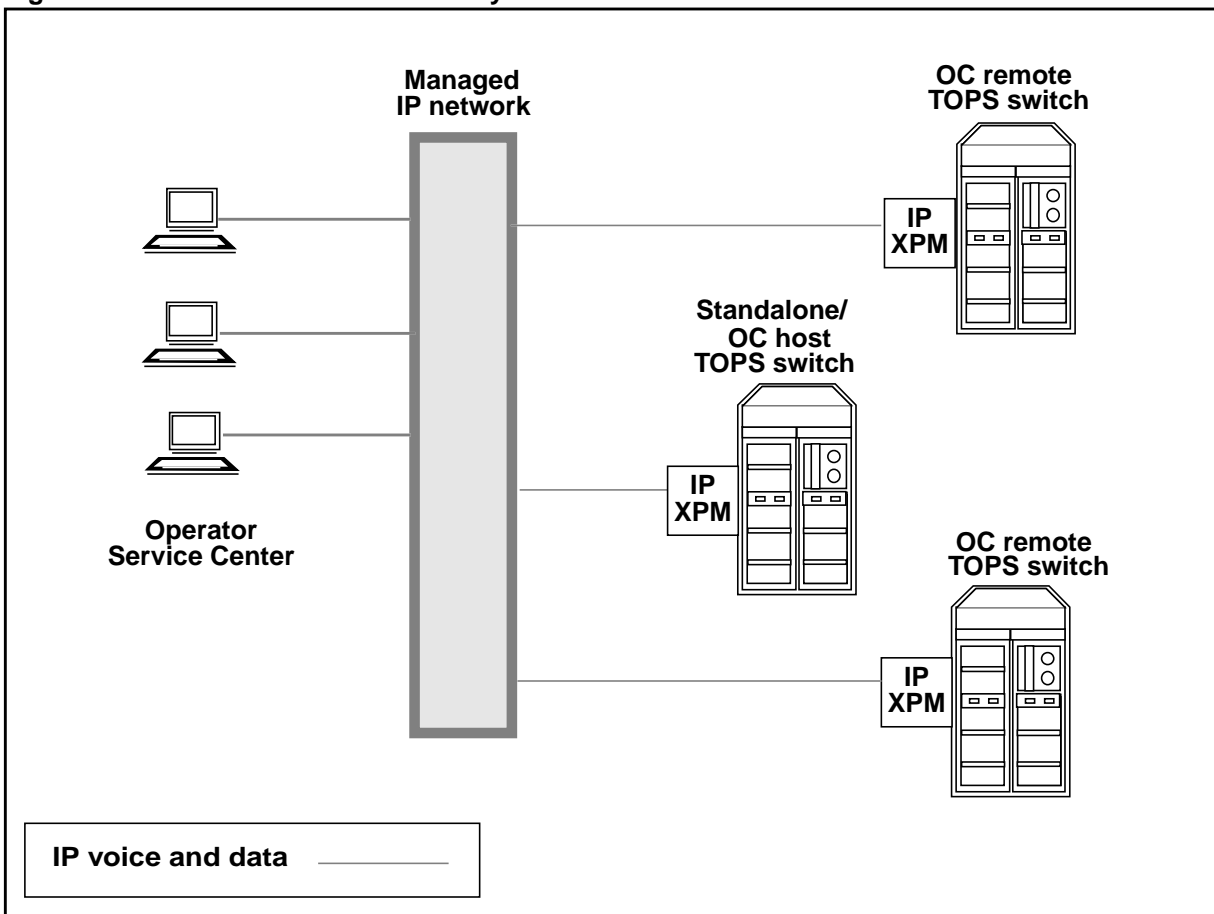 Managed
IP network
OC remote
TOPS switch
IP
XPM
Standalone/
OC host
TOPS switch
IP
XPM
Operator
Service Center
OC remote
TOPS switch
IP
XPM
IP voice and data